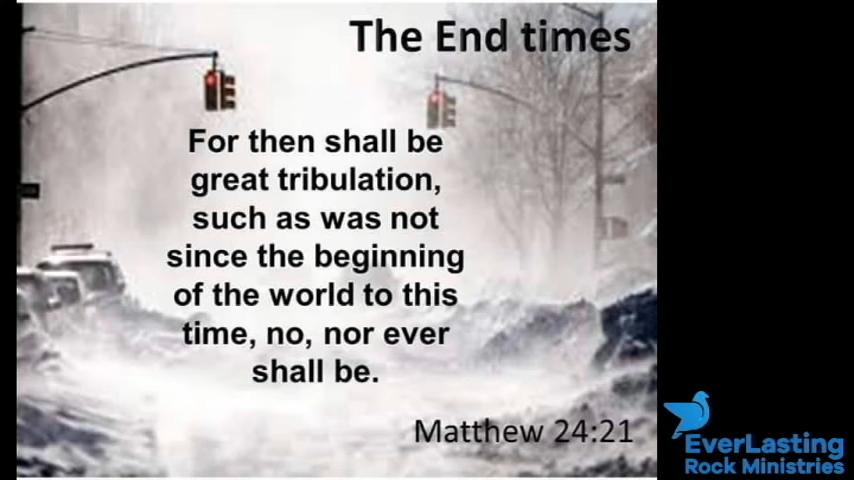 The End times
For then shall be
great tribulation,
such as was not
since the beginning
of the world to this
time, no, nor ever
shall be.
Matthew 24:21
EverLasting
Rock Ministries